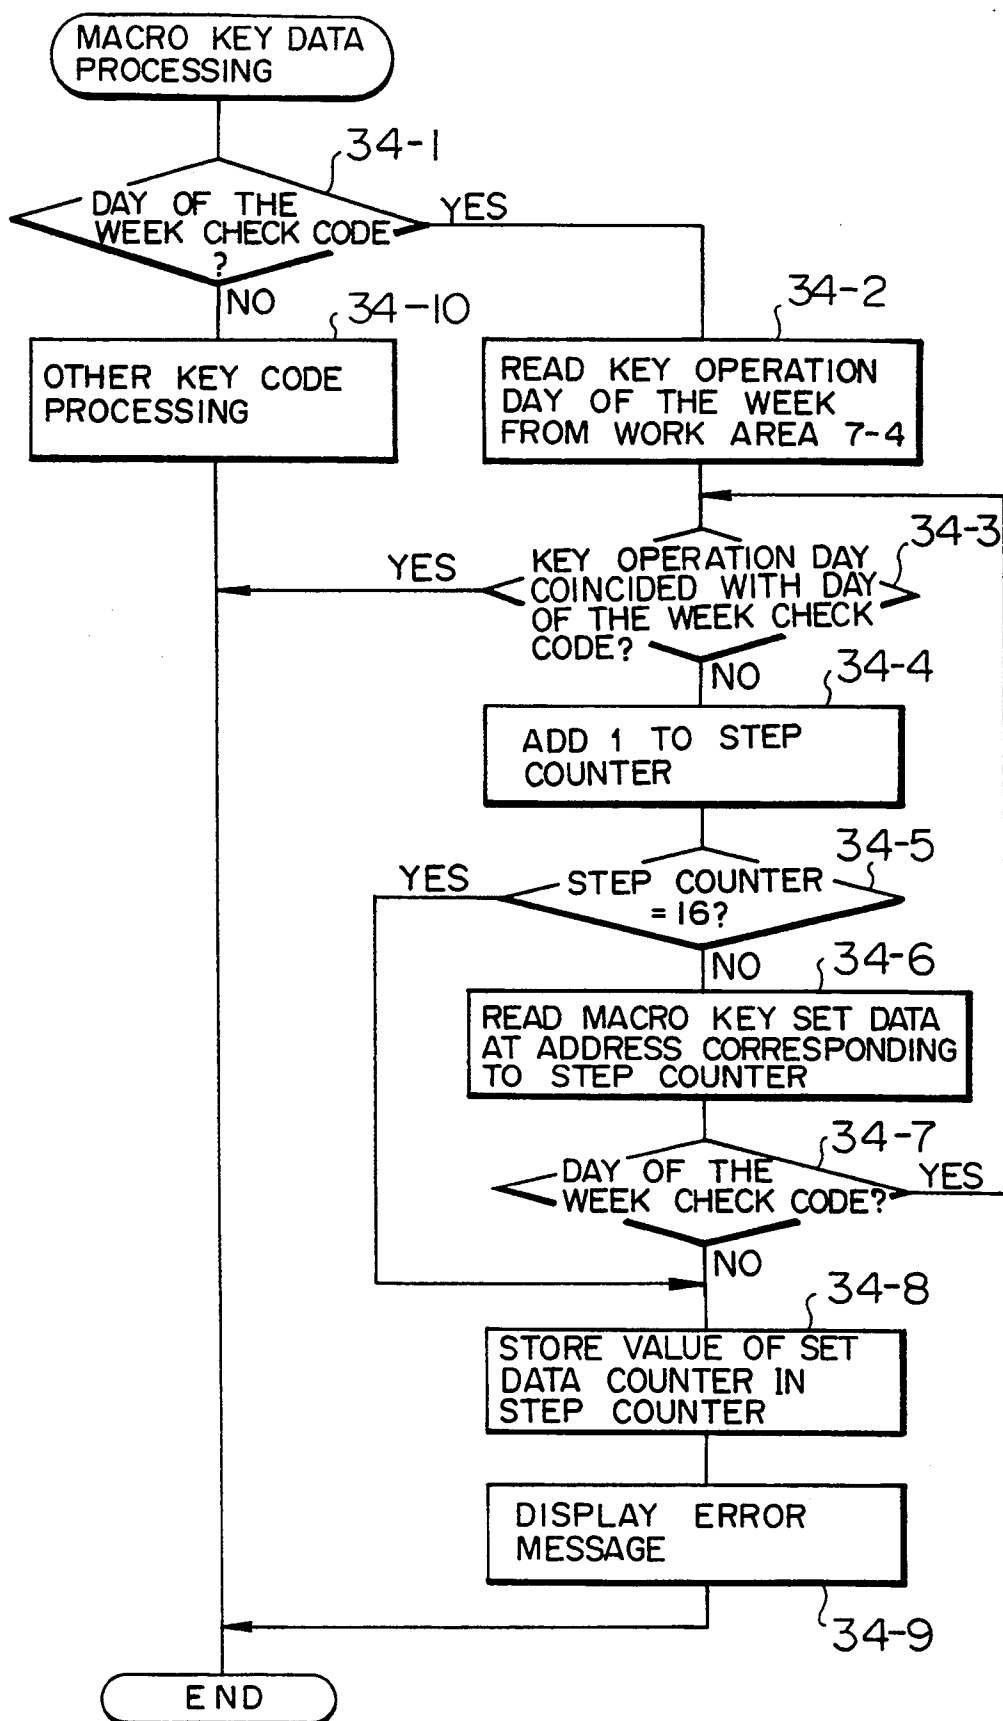 MACRO KEY DATA
PROCESSING
34-1
DAY OF THE
WEEK CHECK CODE
?
YES
NO
34-10
OTHER KEY CODE
PROCESSING
34-2
READ KEY OPERATION
DAY OF THE WEEK
FROM WORK AREA 7-4
34-3
YES
KEY OPERATION DAY
COINCIDED WITH DAY
OF THE WEEK CHECK
CODE?
NO
34-4
ADD 1 TO STEP
COUNTER
34-5
YES
STEP COUNTER
=16?
NO
34-6
READ MACRO KEY SET DATA
AT ADDRESS CORRESPONDING
TO STEP COUNTER
34-7
DAY OF THE
WEEK CHECK CODE?
YES
NO
34-8
STORE VALUE OF SET
DATA COUNTER IN
STEP COUNTER
DISPLAY ERROR
MESSAGE
34-9
END